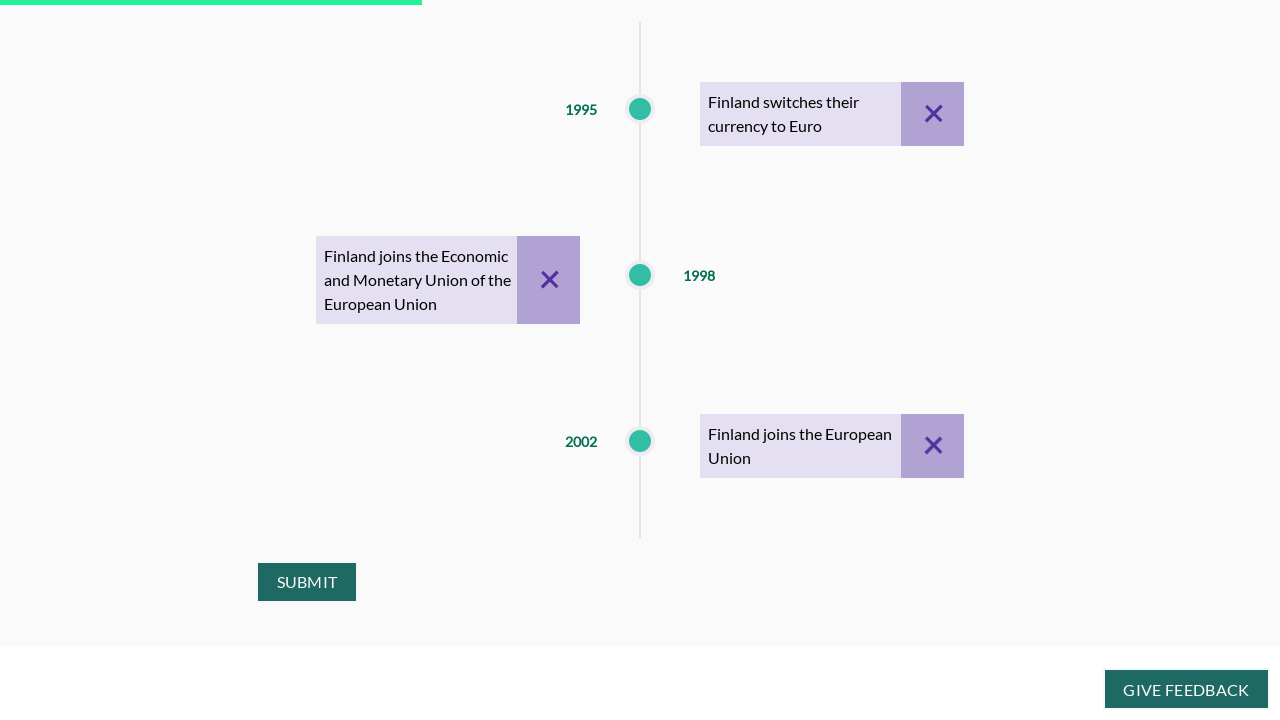 1995
Finland switches their
currency to Euro
Finland joins the Economic
and Monetary Union of the
European Union
1998
2002
Finland joins the European
Union
SUBMIT
GIVE FEEDBACK